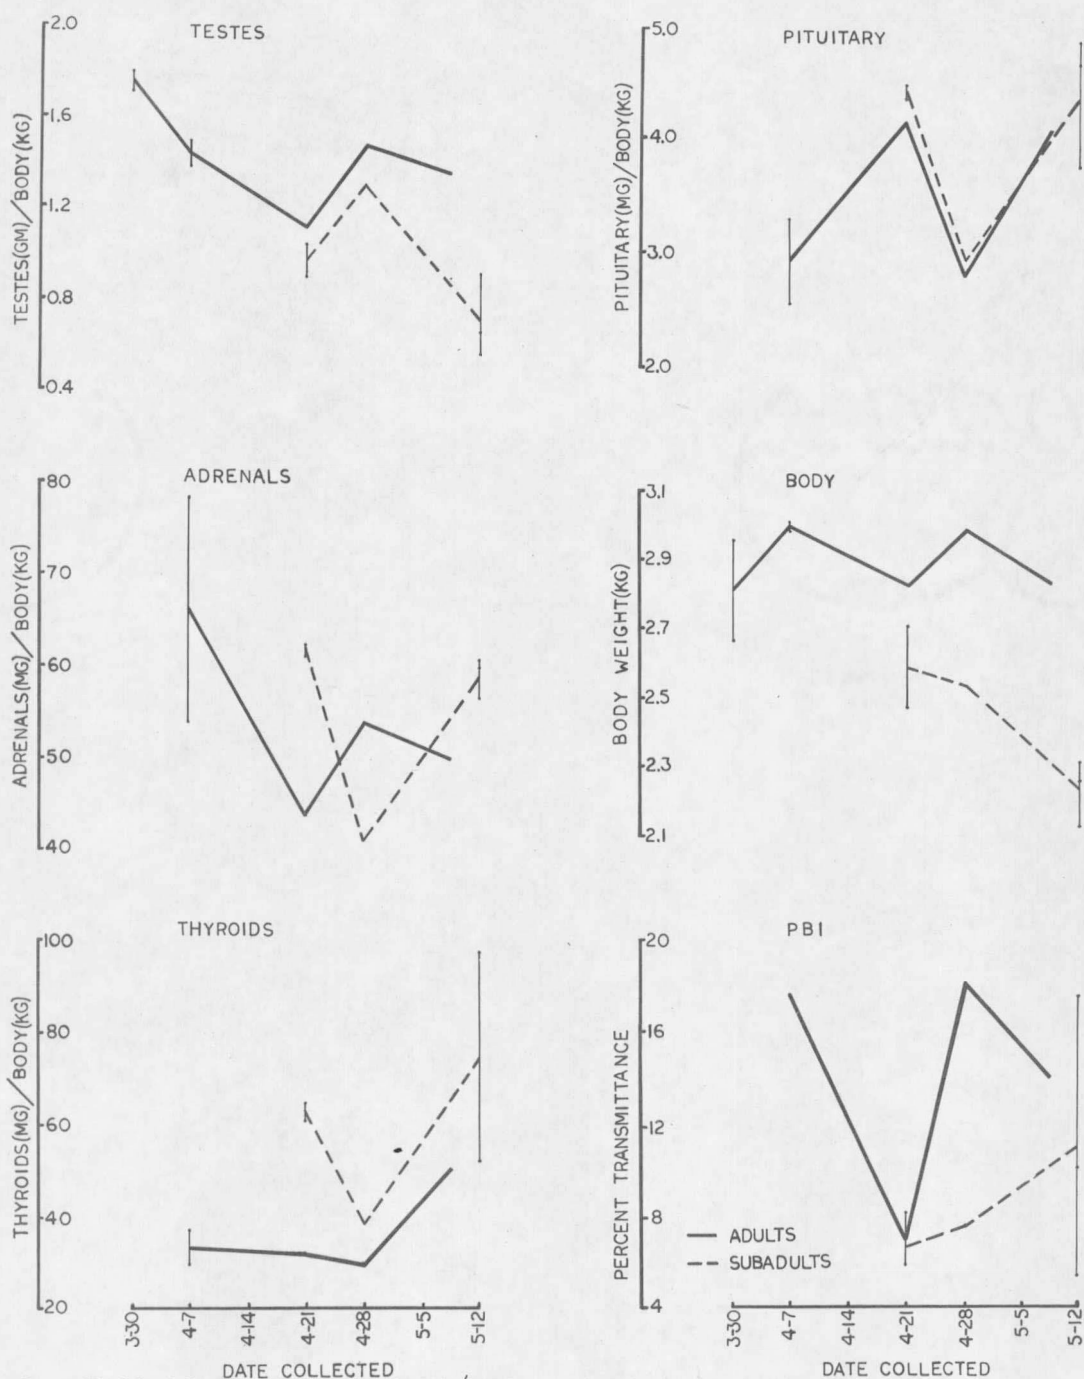 TESTES
TESTES(GM)/BODY(KG)
2.0
1.6
1.2
0.8
0.4
PITUITARY
PITUITARY(MG)/BODY(KG)
5.0
4.0
3.0
2.0
ADRENALS
ADRENALS(MG)/BODY(KG)
80
70
60
50
40
BODY
BODY WEIGHT(KG)
3.1
2.9
2.7
2.5
2.3
2.1
THYROIDS
THYROIDS(MG)/BODY(KG)
100
80
60
40
20
3-30
4-7
4-14
4-21
4-28
5-5
5-12
DATE COLLECTED
PBI
PERCENT TRANSMITTANCE
20
16
12
8
4
ADULTS
SUBADULTS
3-30
4-7
4-14
4-21
4-28
5-5
5-12
DATE COLLECTED